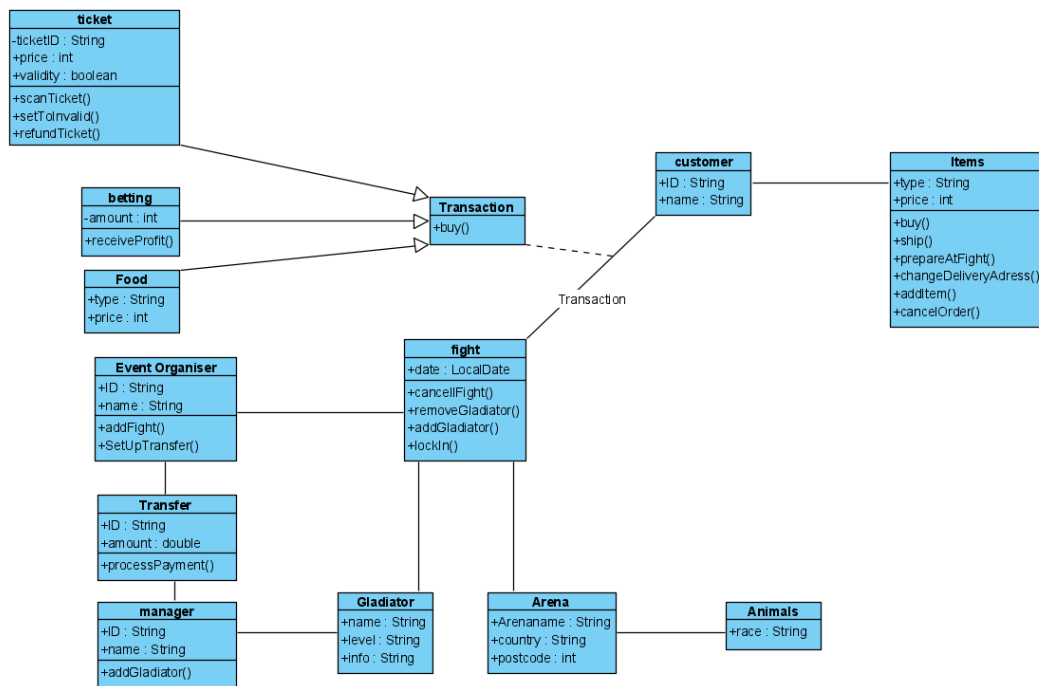 ticket
-ticketID : String
+price : int
+validity : boolean
+scanTicket()
+setToInvalid()
+refundTicket()
betting
-amount : int
+receiveProfit()
Food
+type : String
+price : int
Transaction
+buy()
customer
+ID : String
+name : String
Items
+type : String
+price : int
+buy()
+ship()
+prepareAtFight()
+changeDeliveryAdress()
+addItem()
+cancelOrder()
Transaction
fight
+date : LocalDate
+cancellFight()
+removeGladiator()
+addGladiator()
+lockIn()
Event Organiser
+ID : String
+name : String
+addFight()
+SetUpTransfer()
Transfer
+ID : String
+amount : double
+processPayment()
manager
+ID : String
+name : String
+addGladiator()
Gladiator
+name : String
+level : String
+info : String
Arena
+Arenaname : String
+country : String
+postcode : int
Animals
+race : String